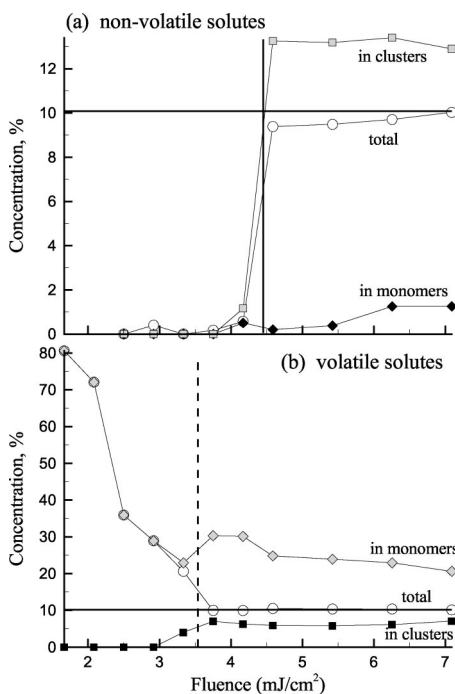 (a) non-volatile solutes
Concentration, %
12
10
8
6
4
2
0
in clusters
total
in monomers
(b) volatile solutes
Concentration, %
80
70
60
50
40
30
20
10
0
in monomers
total
in clusters
2 3 4 5 6 7
Fluence (mJ/cm²)